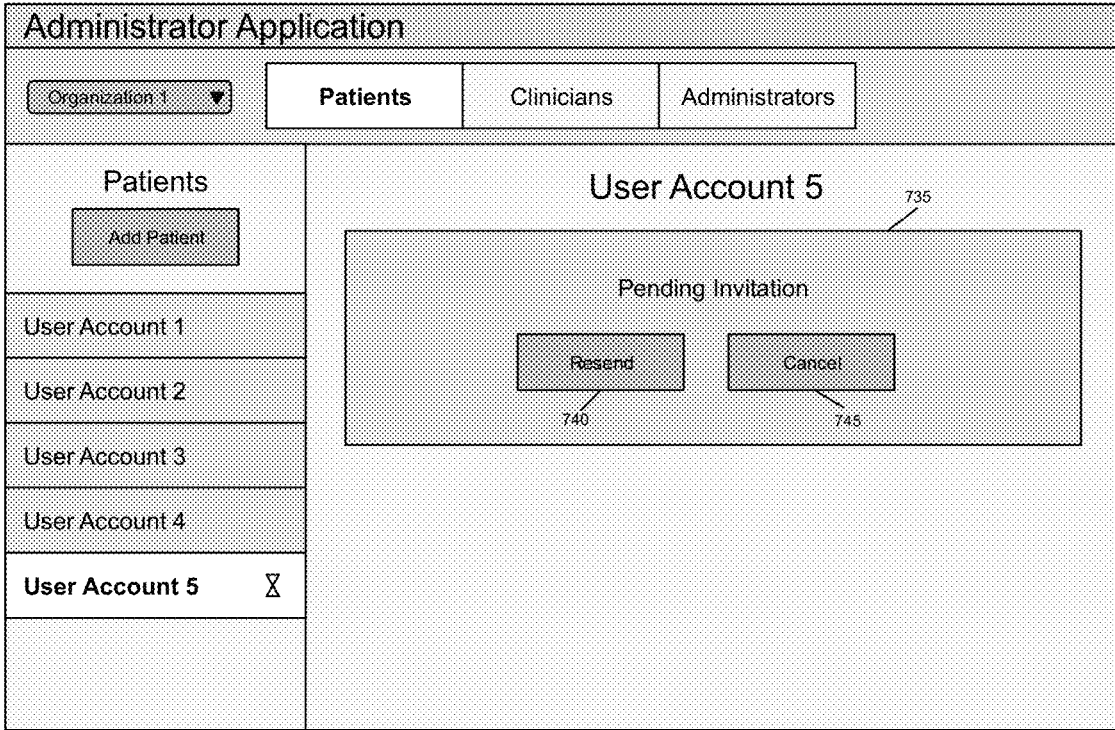 Administrator Application
Organization 1
Patients
Clinicians
Administrators
Patients
Add Patient
User Account 1
User Account 2
User Account 3
User Account 4
User Account 5
User Account 5
735
Pending Invitation
Resend
Cancel
740
745